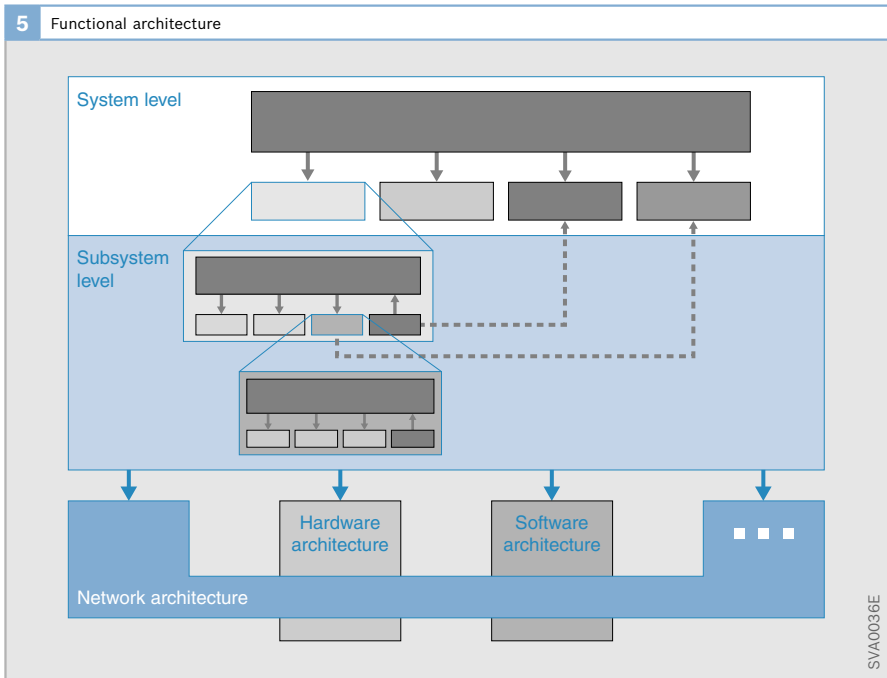 5 Functional architecture
System level
Subsystem
level
Hardware
architecture
Software
architecture
Network architecture
SVA0036E